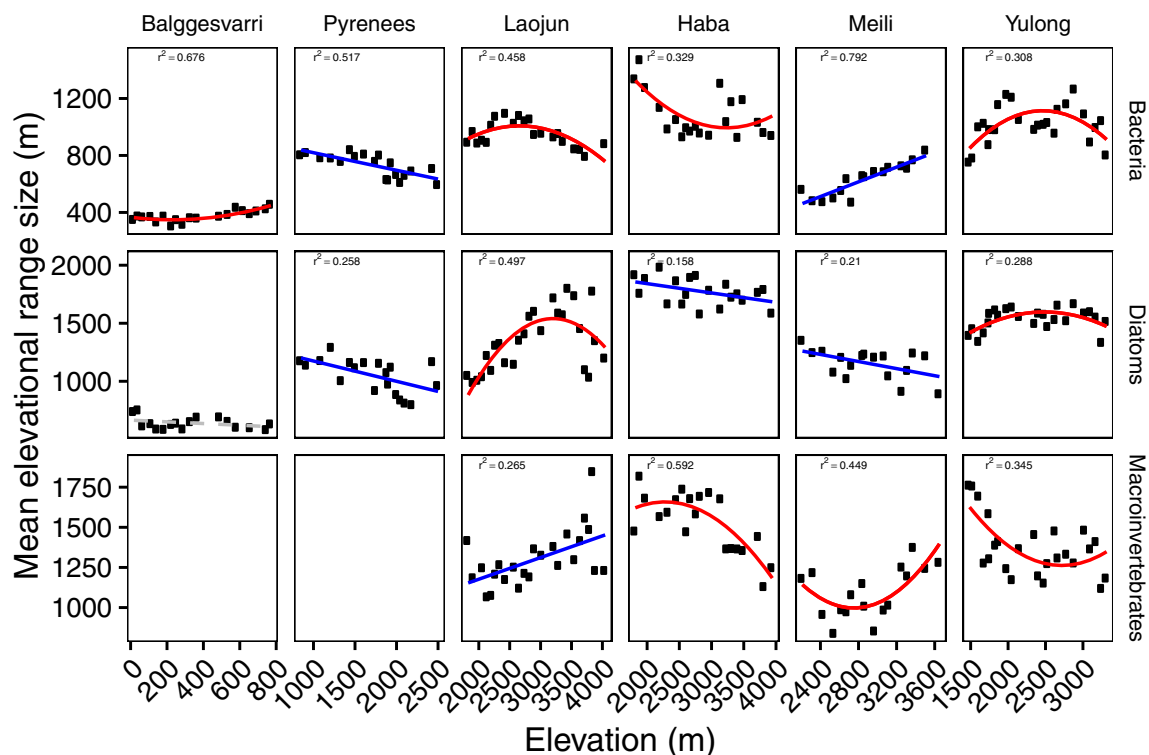 Balggesvarri Pyrenees Laojun Haba Meili Yulong
r² = 0.676 r² = 0.517 r² = 0.458 r² = 0.329 r² = 0.792 r² = 0.308
1200
800
400
Bacteria
r² = 0.258 r² = 0.497 r² = 0.158 r² = 0.21 r² = 0.288
2000
1500
1000
Diatoms
r² = 0.265 r² = 0.592 r² = 0.449 r² = 0.345
1750
1500
1250
1000
Macroinvertebrates
Mean elevational range size (m)
0 200 400 600 800 1000 1500 2000 2500 2000 2500 3000 3500 4000 2000 2500 3000 3500 4000 2400 2800 3200 3600 1500 2000 2500 3000
Elevation (m)